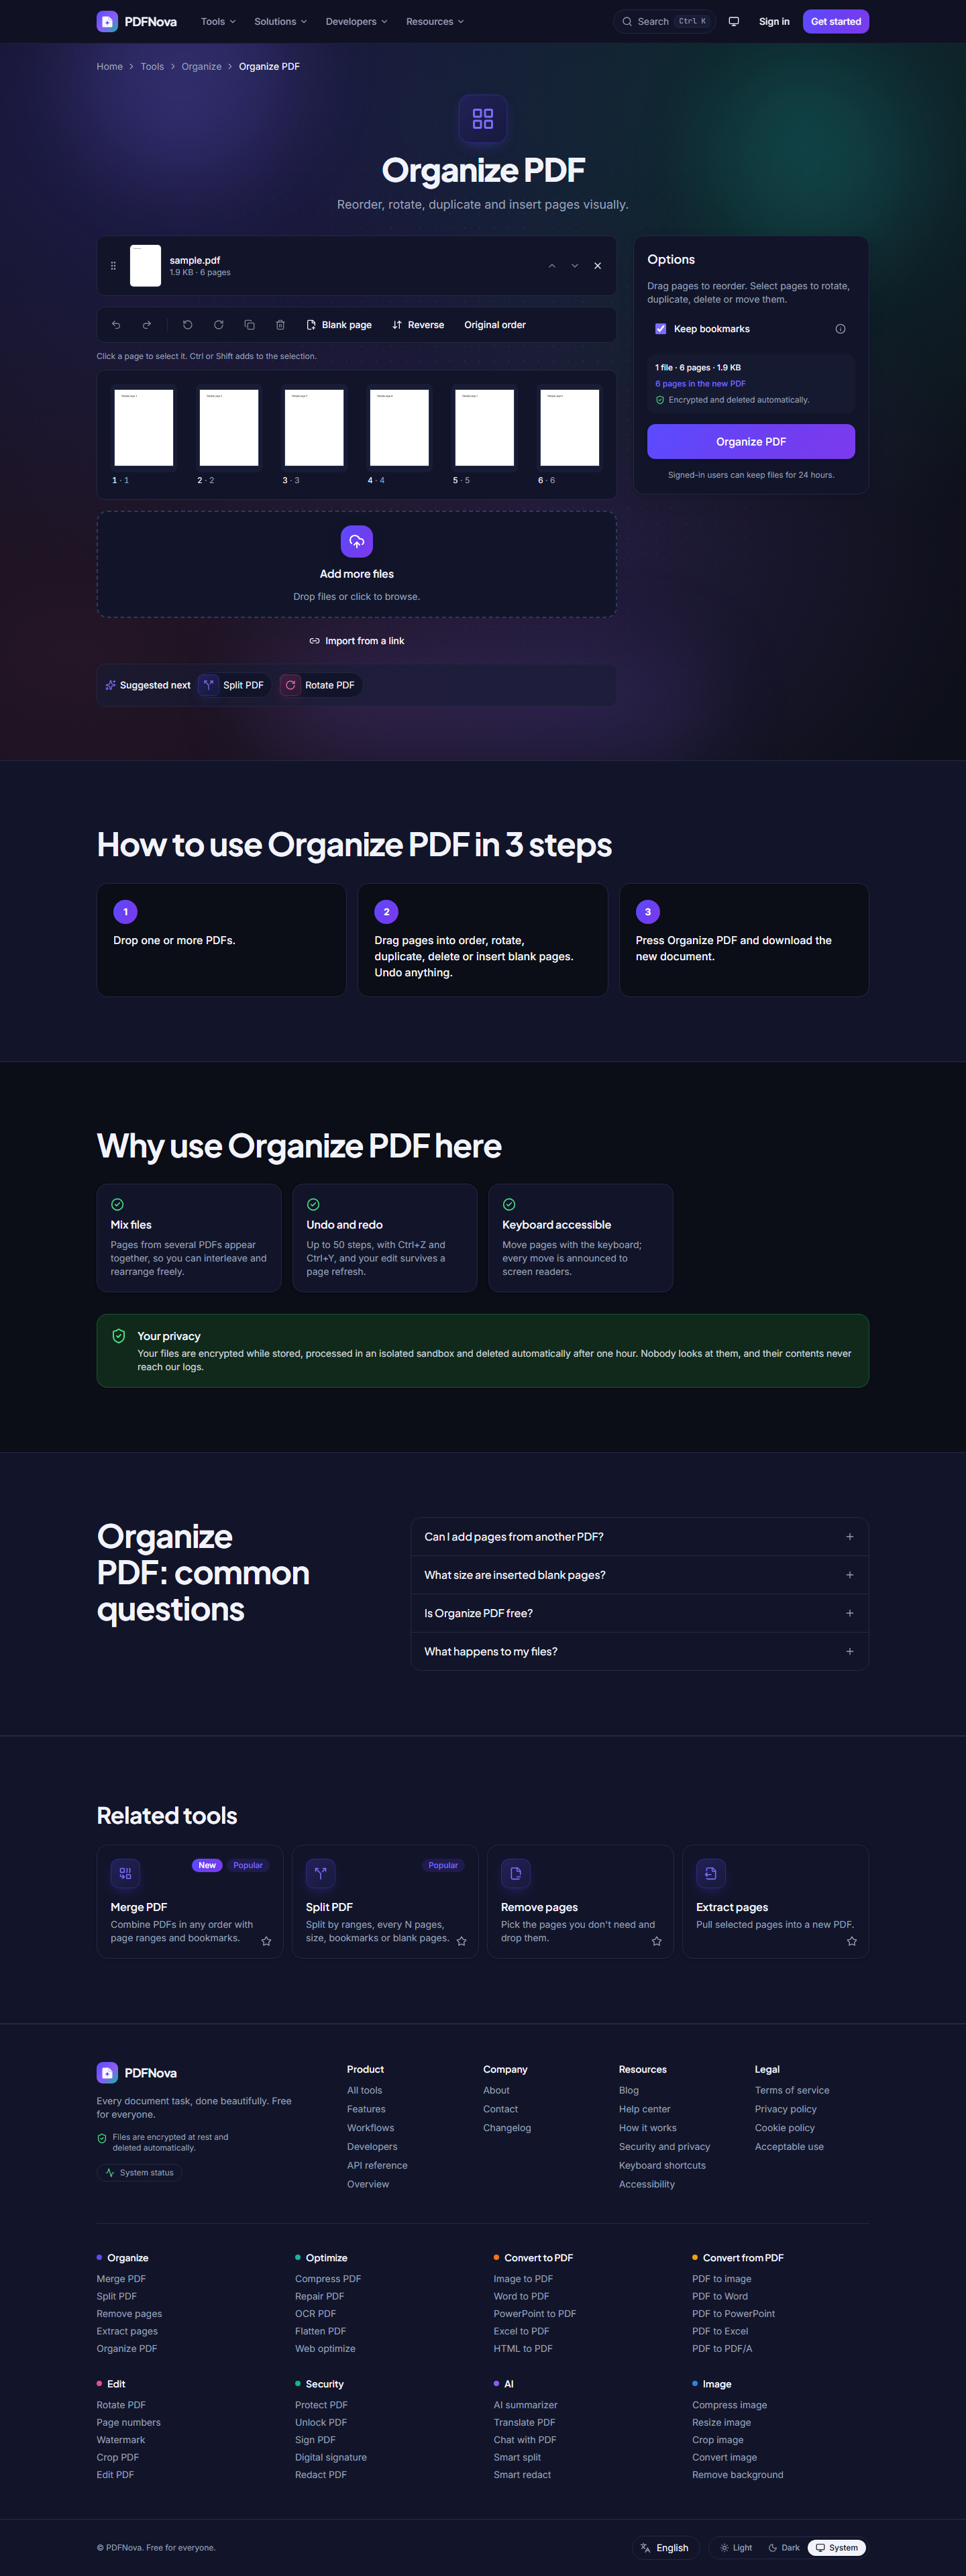 PDFNova
Tools
Solutions
Developers
Resources
Search
Ctrl K
Sign in
Get started
Home > Tools > Organize > Organize PDF
Organize PDF
Reorder, rotate, duplicate and insert pages visually.
sample.pdf
1.9 KB · 6 pages
Blank page
Reverse
Original order
Click a page to select it. Ctrl or Shift adds to the selection.
1 · 1
2 · 2
3 · 3
4 · 4
5 · 5
6 · 6
Add more files
Drop files or click to browse.
Import from a link
Suggested next
Split PDF
Rotate PDF
Options
Drag pages to reorder. Select pages to rotate,
duplicate, delete or move them.
Keep bookmarks
1 file · 6 pages · 1.9 KB
6 pages in the new PDF
Encrypted and deleted automatically.
Organize PDF
Signed-in users can keep files for 24 hours.
How to use Organize PDF in 3 steps
1
Drop one or more PDFs.
2
Drag pages into order, rotate,
duplicate, delete or insert blank pages.
Undo anything.
3
Press Organize PDF and download the
new document.
Why use Organize PDF here
Mix files
Pages from several PDFs appear
together, so you can interleave and
rearrange freely.
Undo and redo
Up to 50 steps, with Ctrl+Z and
Ctrl+Y, and your edit survives a
page refresh.
Keyboard accessible
Move pages with the keyboard;
every move is announced to
screen readers.
Your privacy
Your files are encrypted while stored, processed in an isolated sandbox and deleted automatically after one hour. Nobody looks at them, and their contents never
reach our logs.
Organize
PDF: common
questions
Can I add pages from another PDF?
What size are inserted blank pages?
Is Organize PDF free?
What happens to my files?
Related tools
New
Popular
Merge PDF
Combine PDFs in any order with
page ranges and bookmarks.
Popular
Split PDF
Split by ranges, every N pages,
size, bookmarks or blank pages.
Remove pages
Pick the pages you don't need and
drop them.
Extract pages
Pull selected pages into a new PDF.
PDFNova
Every document task, done beautifully. Free
for everyone.
Files are encrypted at rest and
deleted automatically.
System status
Product
All tools
Features
Workflows
Developers
API reference
Overview
Company
About
Contact
Changelog
Resources
Blog
Help center
How it works
Security and privacy
Keyboard shortcuts
Accessibility
Legal
Terms of service
Privacy policy
Cookie policy
Acceptable use
Organize
Merge PDF
Split PDF
Remove pages
Extract pages
Organize PDF
Optimize
Compress PDF
Repair PDF
OCR PDF
Flatten PDF
Web optimize
Convert to PDF
Image to PDF
Word to PDF
PowerPoint to PDF
Excel to PDF
HTML to PDF
Convert from PDF
PDF to image
PDF to Word
PDF to PowerPoint
PDF to Excel
PDF to PDF/A
Edit
Rotate PDF
Page numbers
Watermark
Crop PDF
Edit PDF
Security
Protect PDF
Unlock PDF
Sign PDF
Digital signature
Redact PDF
AI
AI summarizer
Translate PDF
Chat with PDF
Smart split
Smart redact
Image
Compress image
Resize image
Crop image
Convert image
Remove background
© PDFNova. Free for everyone.
English
Light
Dark
System